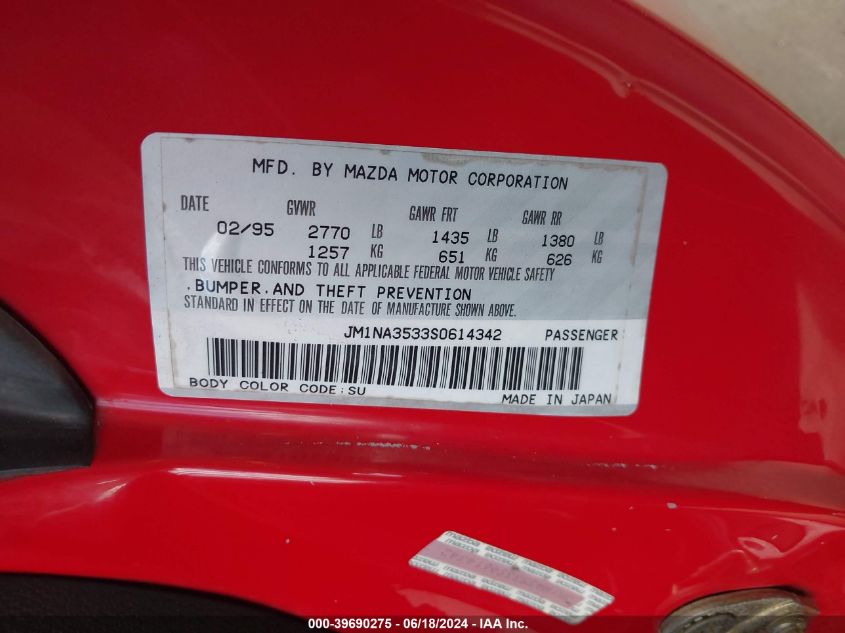 MFD. BY MAZDA MOTOR CORPORATION
DATE GVWR GAWR FRT GAWR RR
02/95 2770 LB 1435 LB 1380 LB
1257 KG 651 KG 626 KG
THIS VEHICLE CONFORMS TO ALL APPLICABLE FEDERAL MOTOR VEHICLE SAFETY
.BUMPER.AND THEFT PREVENTION
STANDARD IN EFFECT ON THE DATE OF MANUFACTURE SHOWN ABOVE.
JM1NA3533S0614342 PASSENGER
BODY COLOR CODE:SU
MADE IN JAPAN
mazda mazda
000-39690275 - 06/18/2024 - IAA Inc.